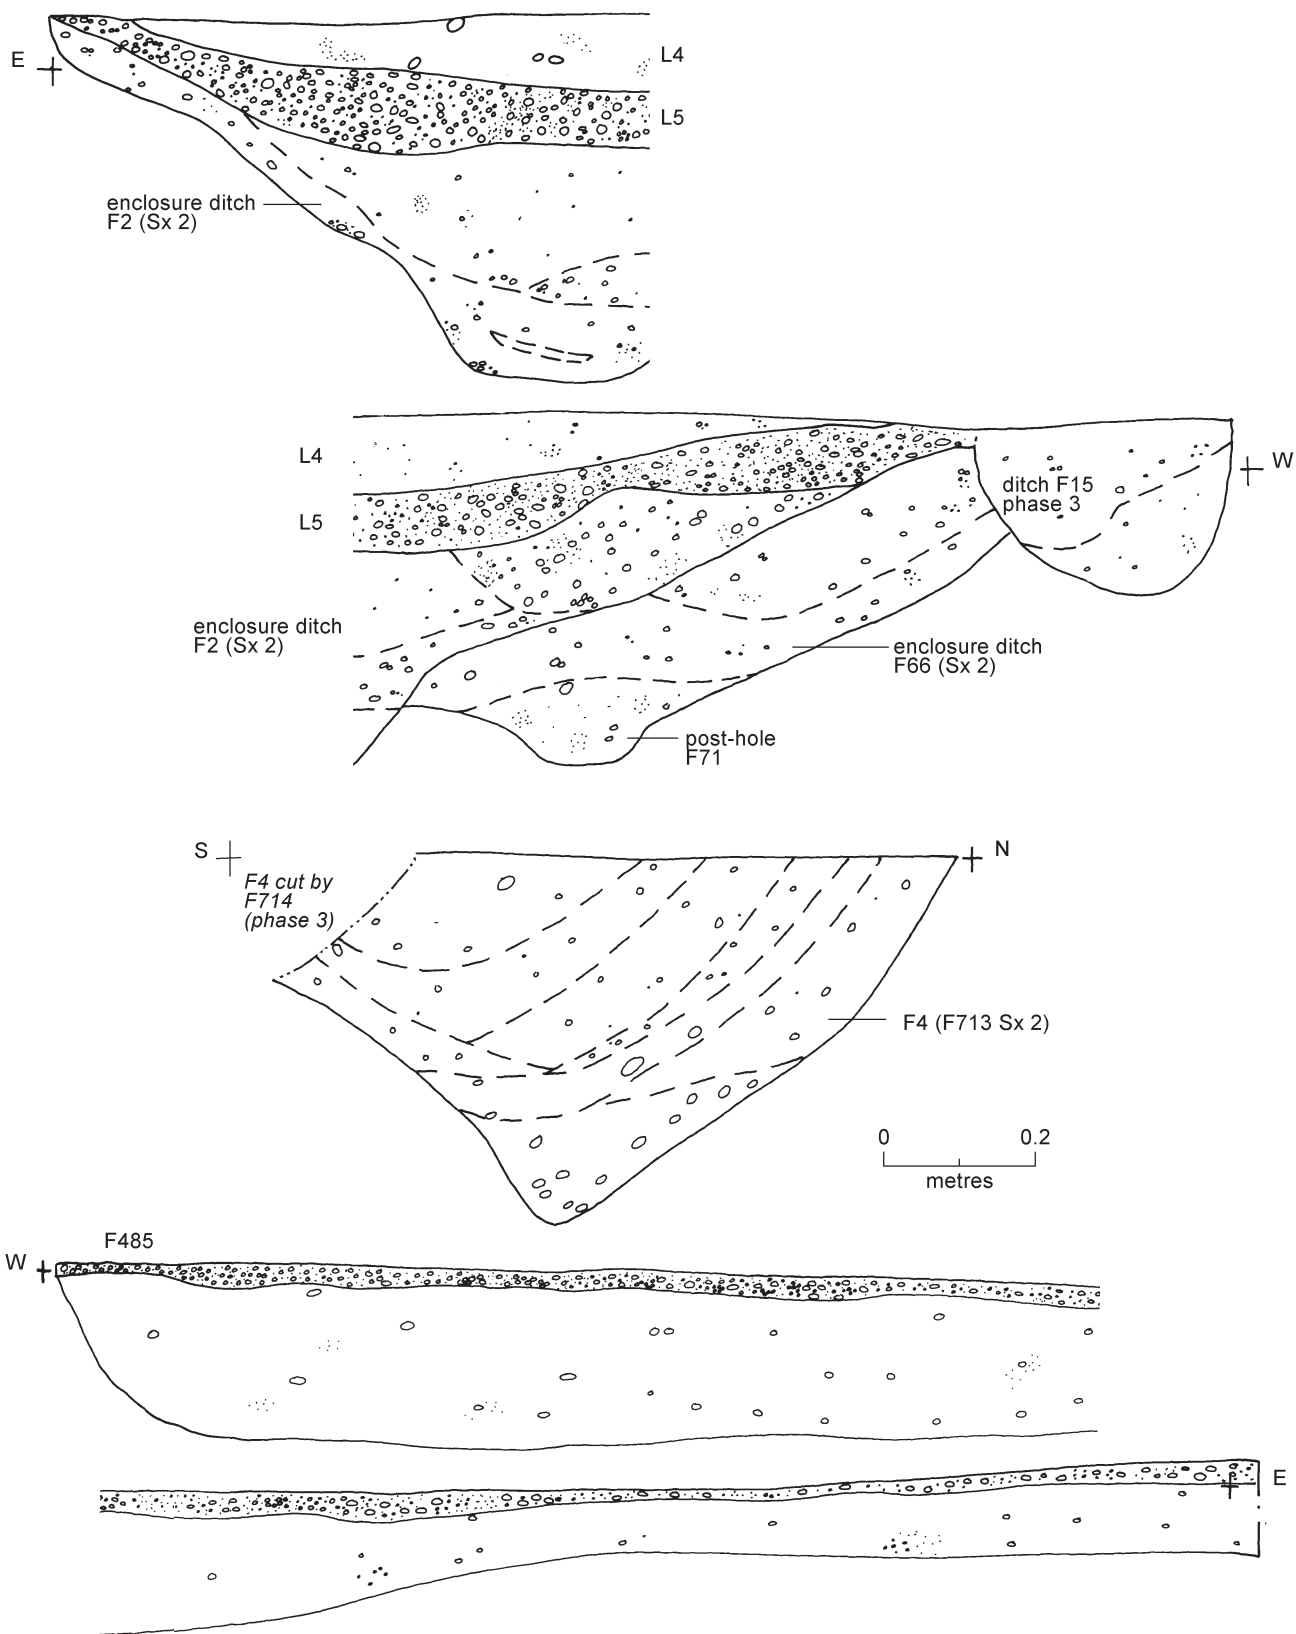 L4
E
L5
enclosure ditch
F2 (Sx 2)
L4
W
ditch F15
phase 3
L5
enclosure ditch
F2 (Sx 2)
enclosure ditch
F66 (Sx 2)
post-hole
F71
S
N
F4 cut by
F714
(phase 3)
F4 (F713 Sx 2)
0 0.2
metres
F485
W
E